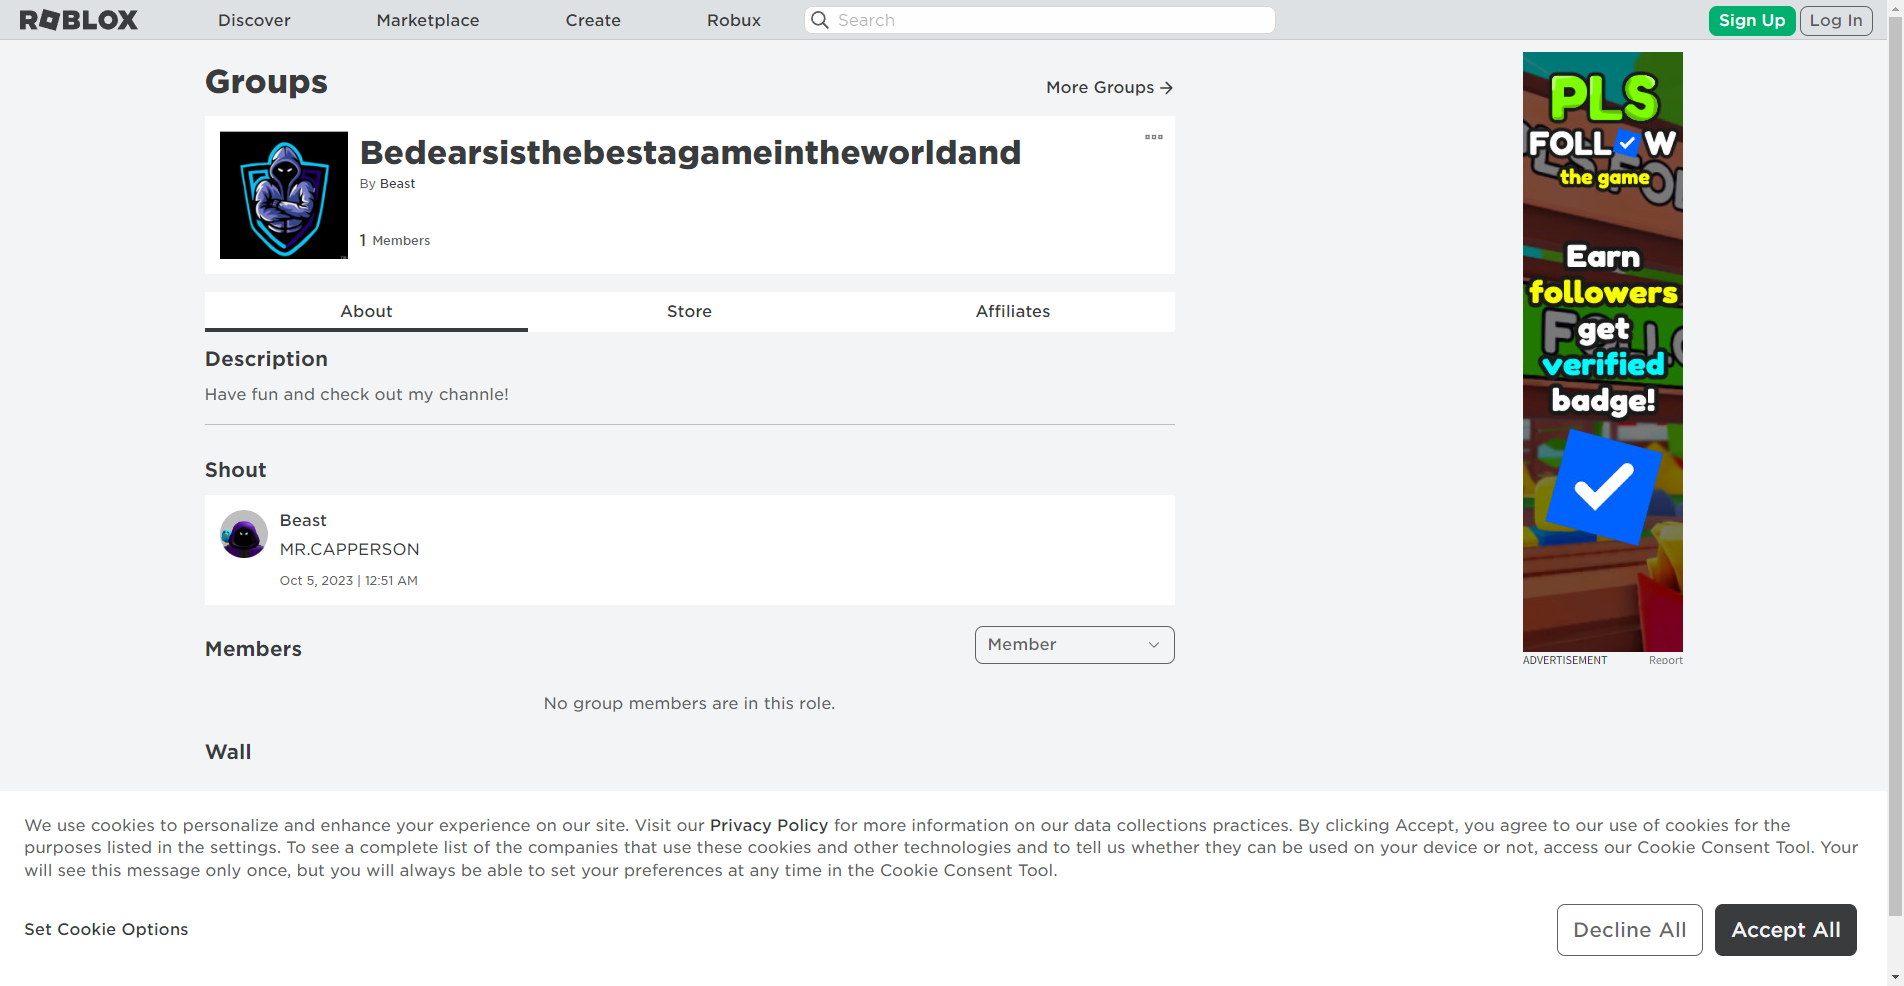 ROBLOX
Discover
Marketplace
Create
Robux
Search
Sign Up
Log In
Groups
More Groups
Bedearsisthebestagameintheworldand
By Beast
1 Members
About
Store
Affiliates
Description
Have fun and check out my channle!
Shout
Beast
MR.CAPPERSON
Oct 5, 2023 | 12:51 AM
Members
Member
No group members are in this role.
Wall
PLS
FOLLOW
the game
Earn
followers
get
verified
badge!
ADVERTISEMENT
Report
We use cookies to personalize and enhance your experience on our site. Visit our Privacy Policy for more information on our data collections practices. By clicking Accept, you agree to our use of cookies for the
purposes listed in the settings. To see a complete list of the companies that use these cookies and other technologies and to tell us whether they can be used on your device or not, access our Cookie Consent Tool. Your
will see this message only once, but you will always be able to set your preferences at any time in the Cookie Consent Tool.
Set Cookie Options
Decline All
Accept All